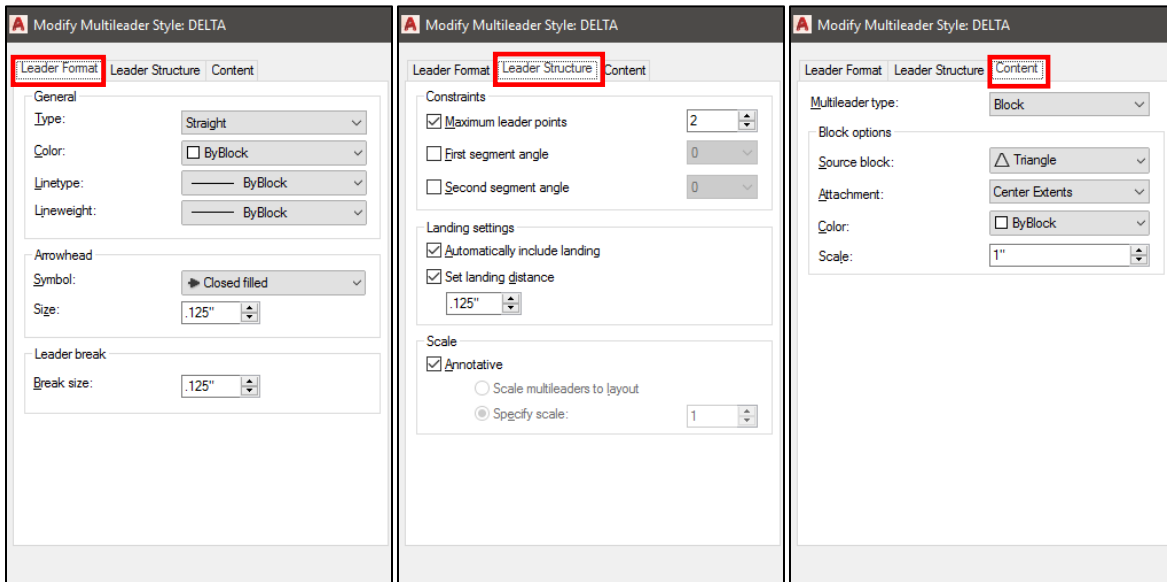 A Modify Multileader Style: DELTA
Leader Format Leader Structure Content
General
Type: Straight
Color: ByBlock
Linetype: ByBlock
Lineweight: ByBlock
Arrowhead
Symbol: Closed filled
Size: .125"
Leader break
Break size: .125"
A Modify Multileader Style: DELTA
Leader Format Leader Structure Content
Constraints
Maximum leader points 2
First segment angle 0
Second segment angle 0
Landing settings
Automatically include landing
Set landing distance
.125"
Scale
Annotative
Scale multileaders to layout
Specify scale: 1
A Modify Multileader Style: DELTA
Leader Format Leader Structure Content
Multileader type: Block
Block options
Source block: Triangle
Attachment: Center Extents
Color: ByBlock
Scale: 1"